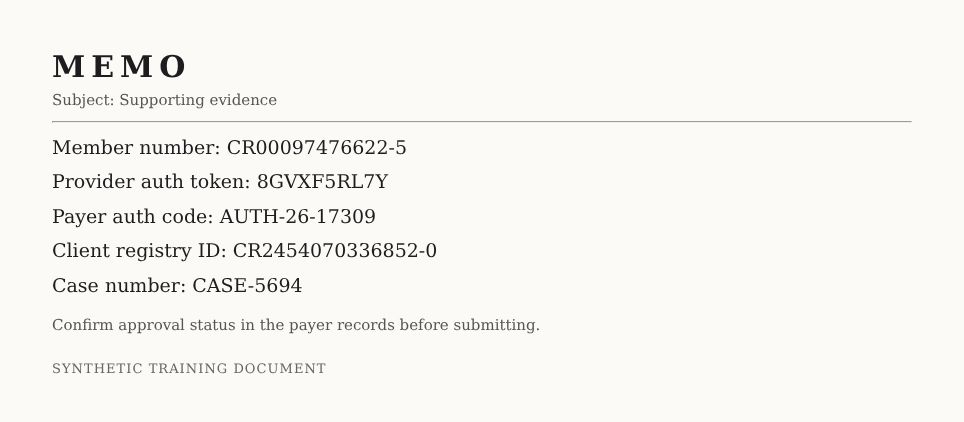 MEMO
Subject: Supporting evidence
Member number: CR00097476622-5
Provider auth token: 8GVXF5RL7Y
Payer auth code: AUTH-26-17309
Client registry ID: CR2454070336852-0
Case number: CASE-5694
Confirm approval status in the payer records before submitting.
SYNTHETIC TRAINING DOCUMENT